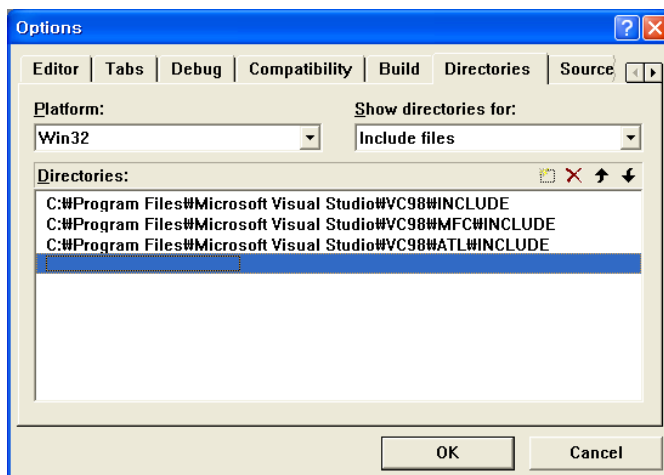 Options
Editor Tabs Debug Compatibility Build Directories Source
Platform: Show directories for:
Win32 Include files
Directories:
C:₩Program Files₩Microsoft Visual Studio₩VC98₩INCLUDE
C:₩Program Files₩Microsoft Visual Studio₩VC98₩MFC₩INCLUDE
C:₩Program Files₩Microsoft Visual Studio₩VC98₩ATL₩INCLUDE
OK Cancel